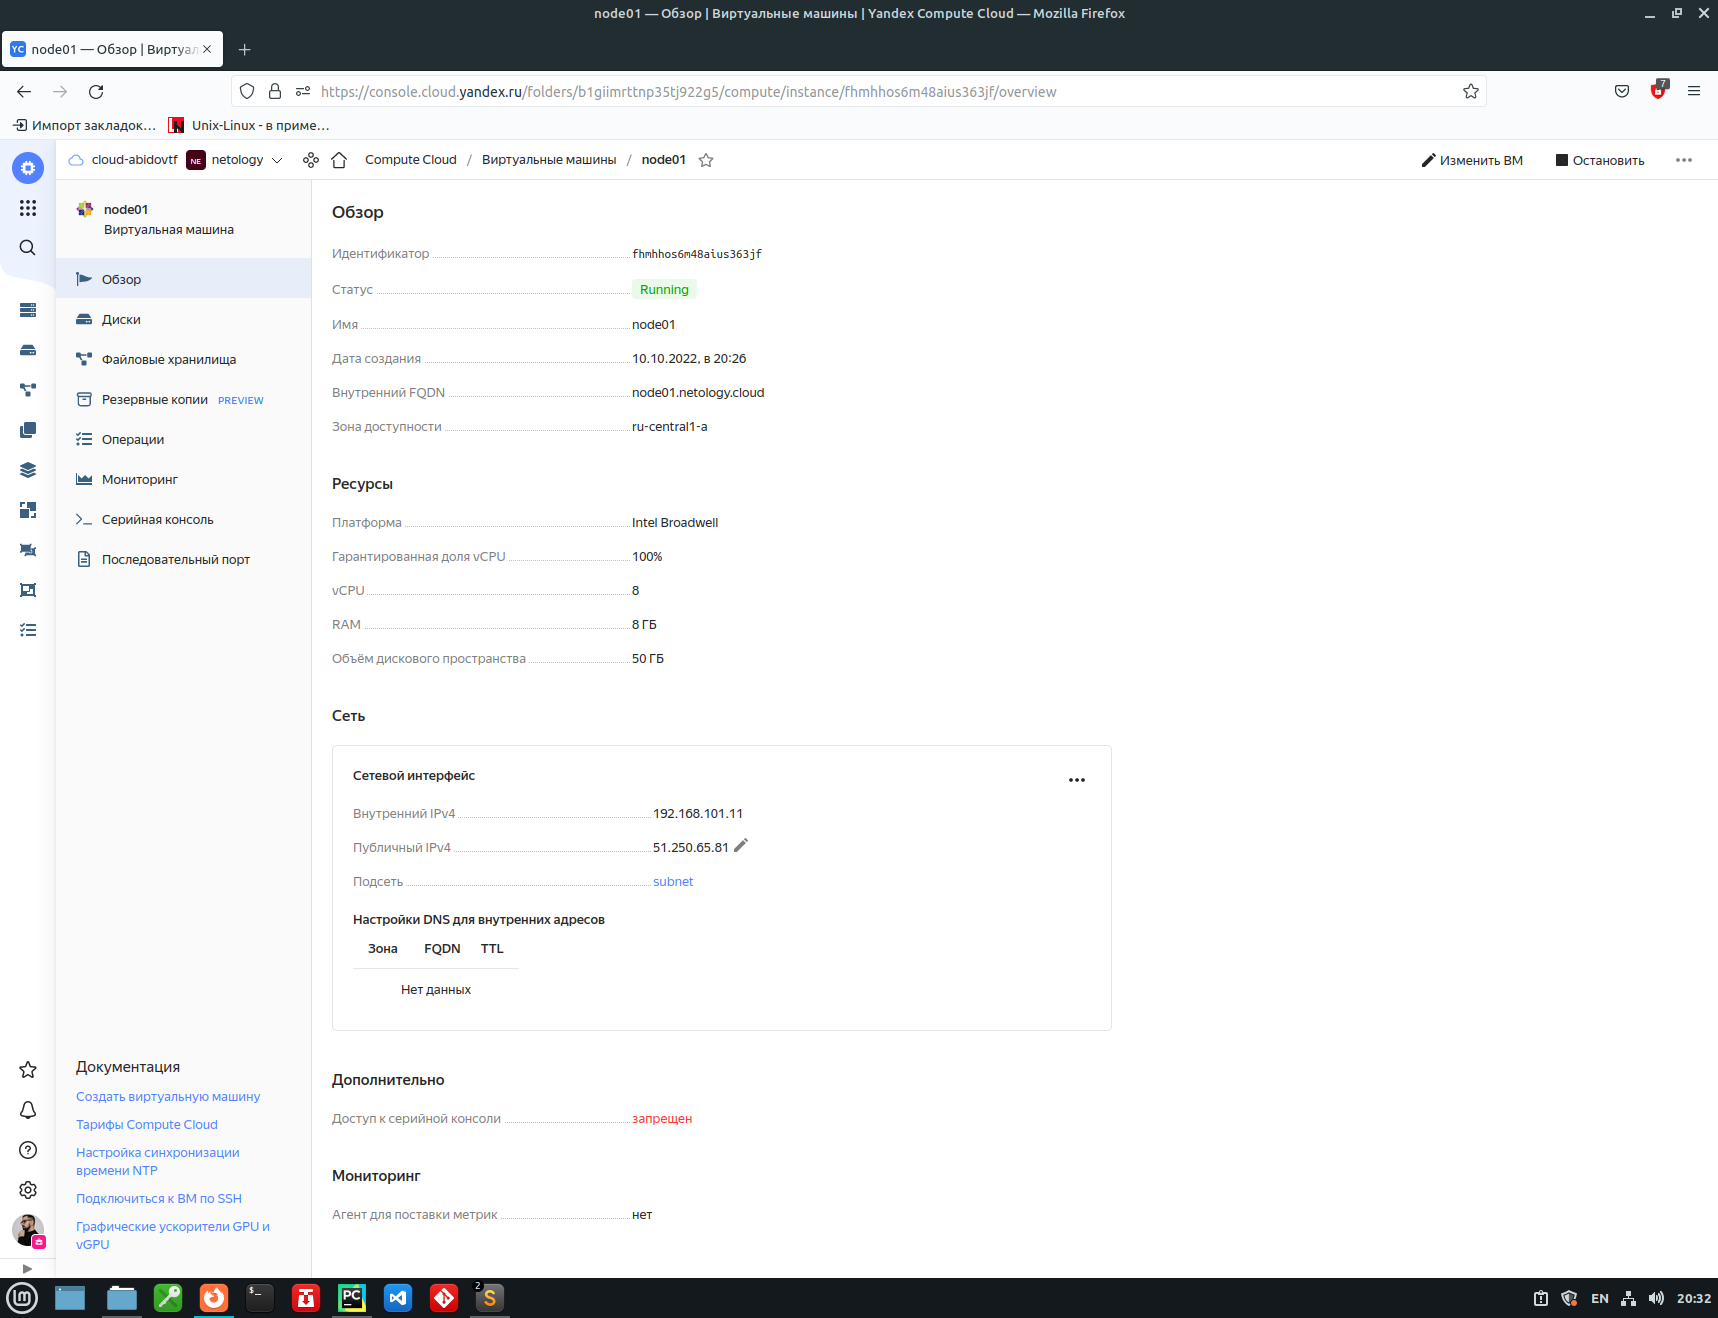 node01 — Обзор | Виртуальные машины | Yandex Compute Cloud — Mozilla Firefox
YC node01 — Обзор | Виртуал
https://console.cloud.yandex.ru/folders/b1giimrttnp35tj922g5/compute/instance/fhmhhos6m48aius363jf/overview
7
Импорт закладок…
Unix-Linux - в приме…
cloud-abidovtf
NE netology
Compute Cloud / Виртуальные машины / node01
Изменить ВМ
Остановить
node01
Виртуальная машина
Обзор
Диски
Файловые хранилища
Резервные копии PREVIEW
Операции
Мониторинг
Серийная консоль
Последовательный порт
Документация
Создать виртуальную машину
Тарифы Compute Cloud
Настройка синхронизации
времени NTP
Подключиться к ВМ по SSH
Графические ускорители GPU и
vGPU
Обзор
Идентификатор fhmhhos6m48aius363jf
Статус Running
Имя node01
Дата создания 10.10.2022, в 20:26
Внутренний FQDN node01.netology.cloud
Зона доступности ru-central1-a
Ресурсы
Платформа Intel Broadwell
Гарантированная доля vCPU 100%
vCPU 8
RAM 8 ГБ
Объём дискового пространства 50 ГБ
Сеть
Сетевой интерфейс
Внутренний IPv4 192.168.101.11
Публичный IPv4 51.250.65.81
Подсеть subnet
Настройки DNS для внутренних адресов
Зона FQDN TTL
Нет данных
Дополнительно
Доступ к серийной консоли запрещен
Мониторинг
Агент для поставки метрик нет
$_
PC
2
S
EN
20:32